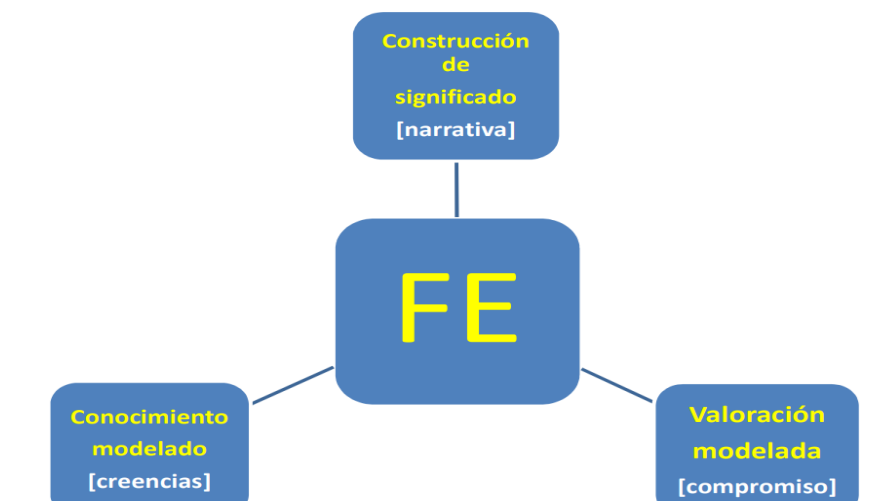 Construcción
de
significado
[narrativa]
FE
Conocimiento
modelado
[creencias]
Valoración
modelada
[compromiso]